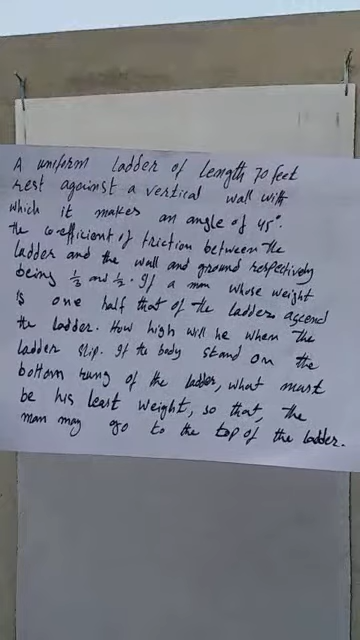 A uniform ladder of length 70 feet
rest against a vertical wall with
which it makes an angle of 45°.
the coefficient of friction between the
ladder and the wall and ground respectively
being 1/3 and 1/2. If a man whose weight
is one half that of the ladders ascend
the ladder. How high will he when the
ladder slip. If the body stand on the
bottom rung of the ladder, what must
be his least weight, so that, the
man may go to the top of the ladder.